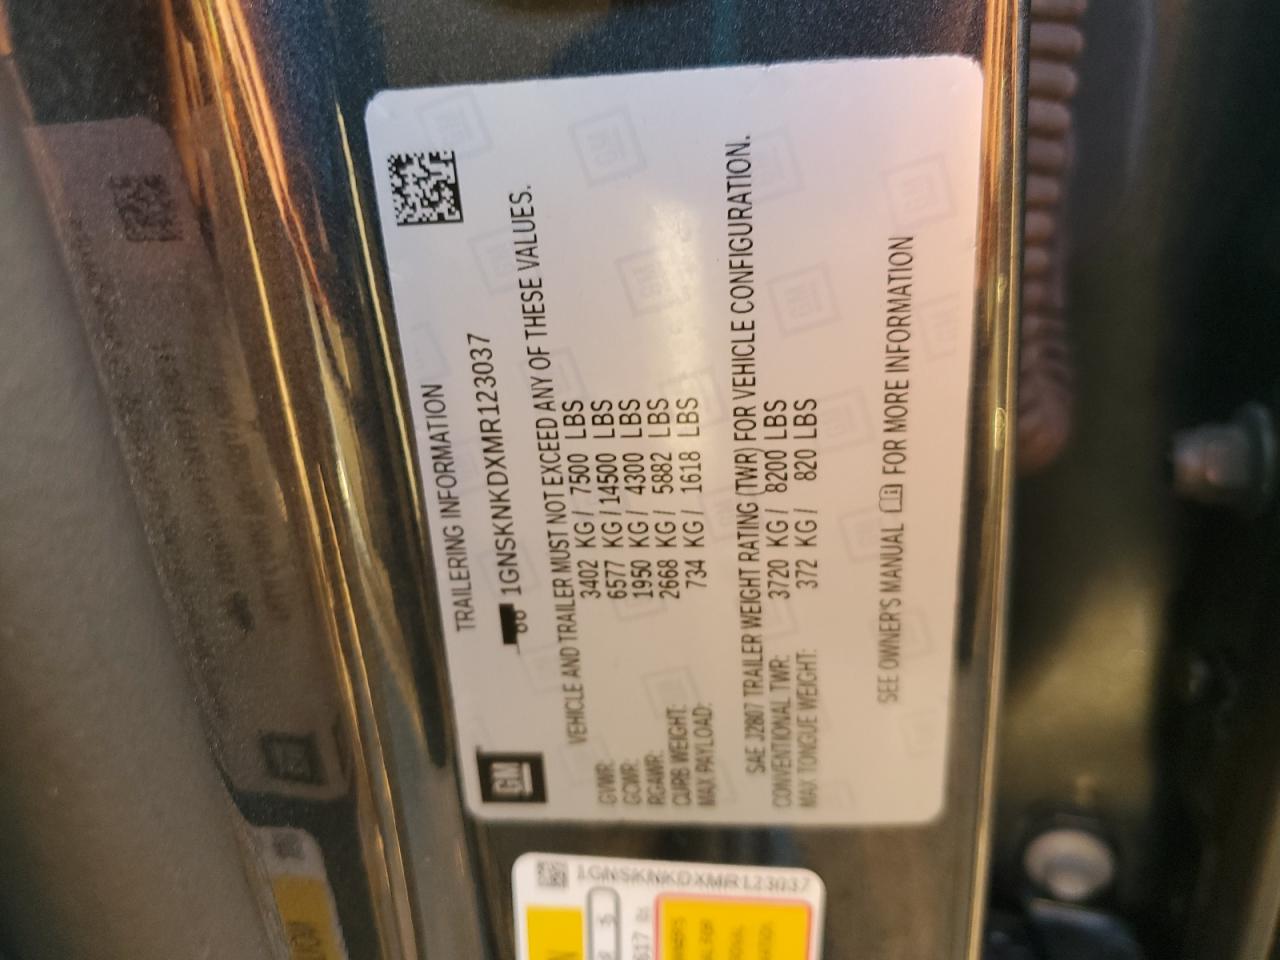 TRAILERING INFORMATION
GM
1GNSKNKDXMR123037
VEHICLE AND TRAILER MUST NOT EXCEED ANY OF THESE VALUES.
GVWR: 3402 KG / 7500 LBS
GCWR: 6577 KG / 14500 LBS
RGAWR: 1950 KG / 4300 LBS
CURB WEIGHT: 2668 KG / 5882 LBS
MAX PAYLOAD: 734 KG / 1618 LBS
SAE J2807 TRAILER WEIGHT RATING (TWR) FOR VEHICLE CONFIGURATION.
CONVENTIONAL TWR: 3720 KG / 8200 LBS
MAX TONGUE WEIGHT: 372 KG / 820 LBS
SEE OWNER'S MANUAL FOR MORE INFORMATION
1GNSKNKDXMR123037